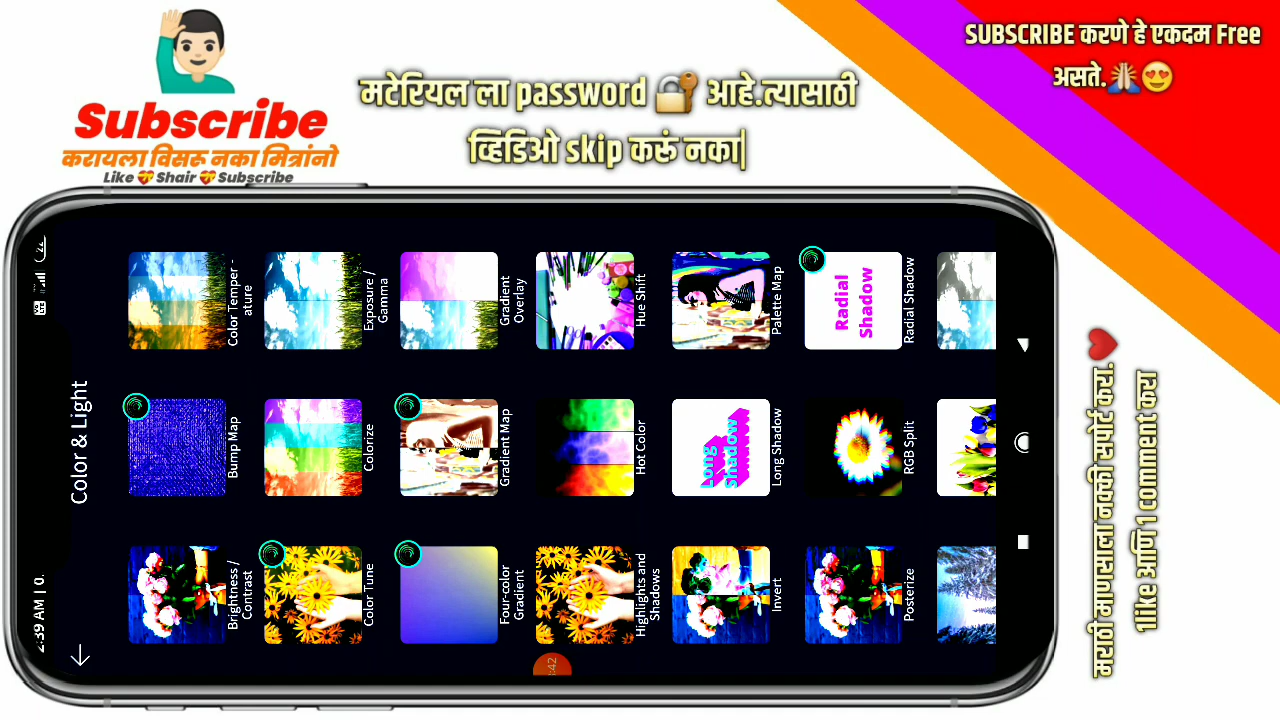 SUBSCRIBE करणे हे एकदम Free
असते.🙏😍
मटेरियल ला password 🔐 आहे.त्यासाठी
व्हिडिओ skip करूं नका|
Subscribe
करायला विसरू नका मित्रांनो
Like 💝 Shair 💝 Subscribe
Color & Light
Brightness /
Contrast
Bump Map
Color Temper -
ature
Color Tune
Colorize
Exposure /
Gamma
Four-color
Gradient
Gradient Map
Gradient
Overlay
Highlights and
Shadows
Hot Color
Hue Shift
Invert
Long
Shadow
Long Shadow
Palette Map
Posterize
RGB Split
Radial
Shadow
Radial Shadow
:42
मराठी माणसाला नक्की सपोर्ट करा. ❤️
1like आणि 1 comment करा